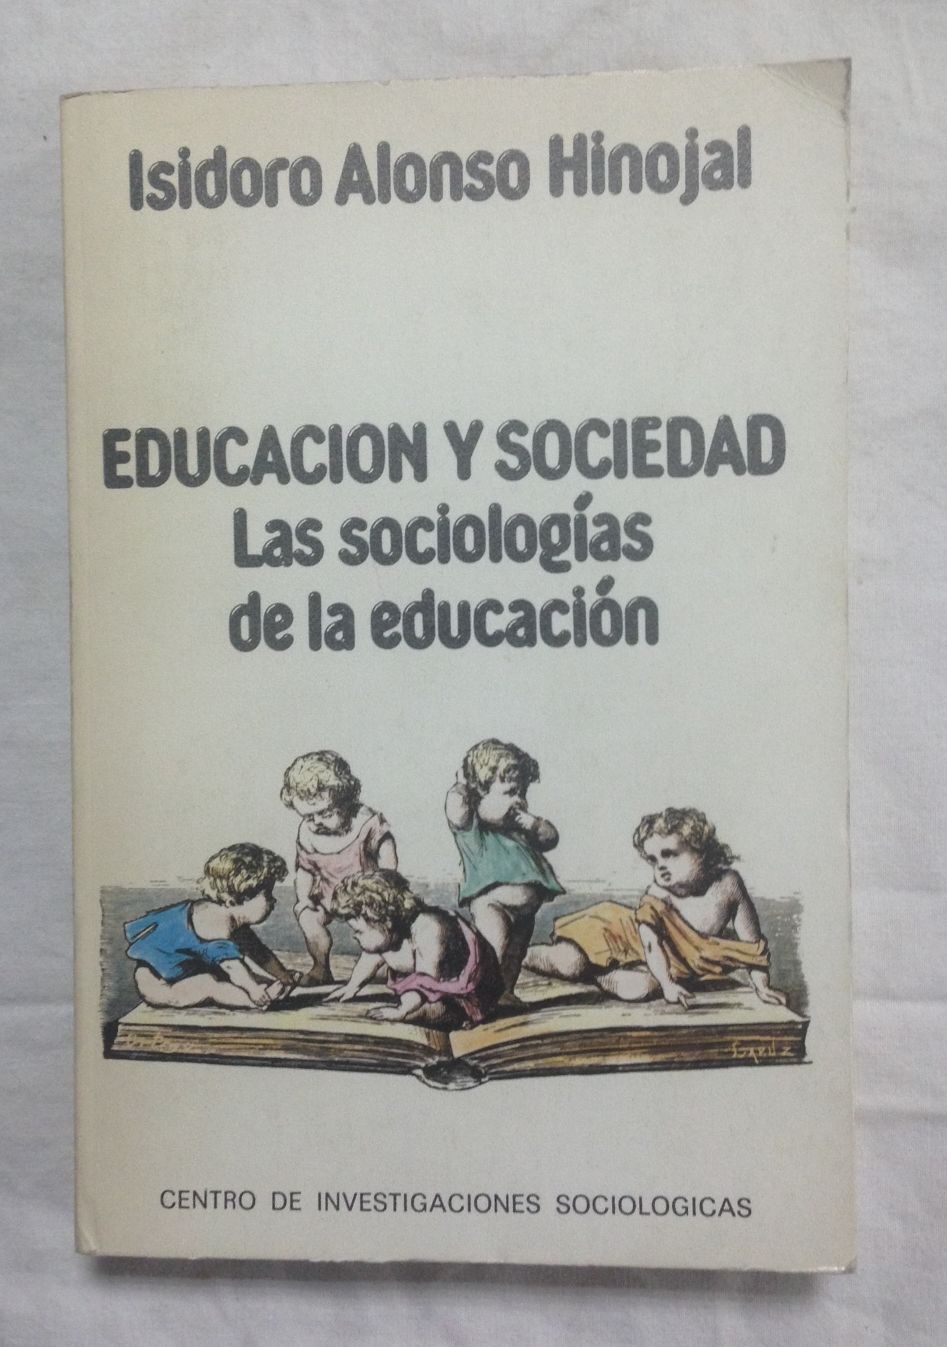 Isidoro Alonso Hinojal
EDUCACION Y SOCIEDAD
Las sociologías
de la educación
CENTRO DE INVESTIGACIONES SOCIOLOGICAS